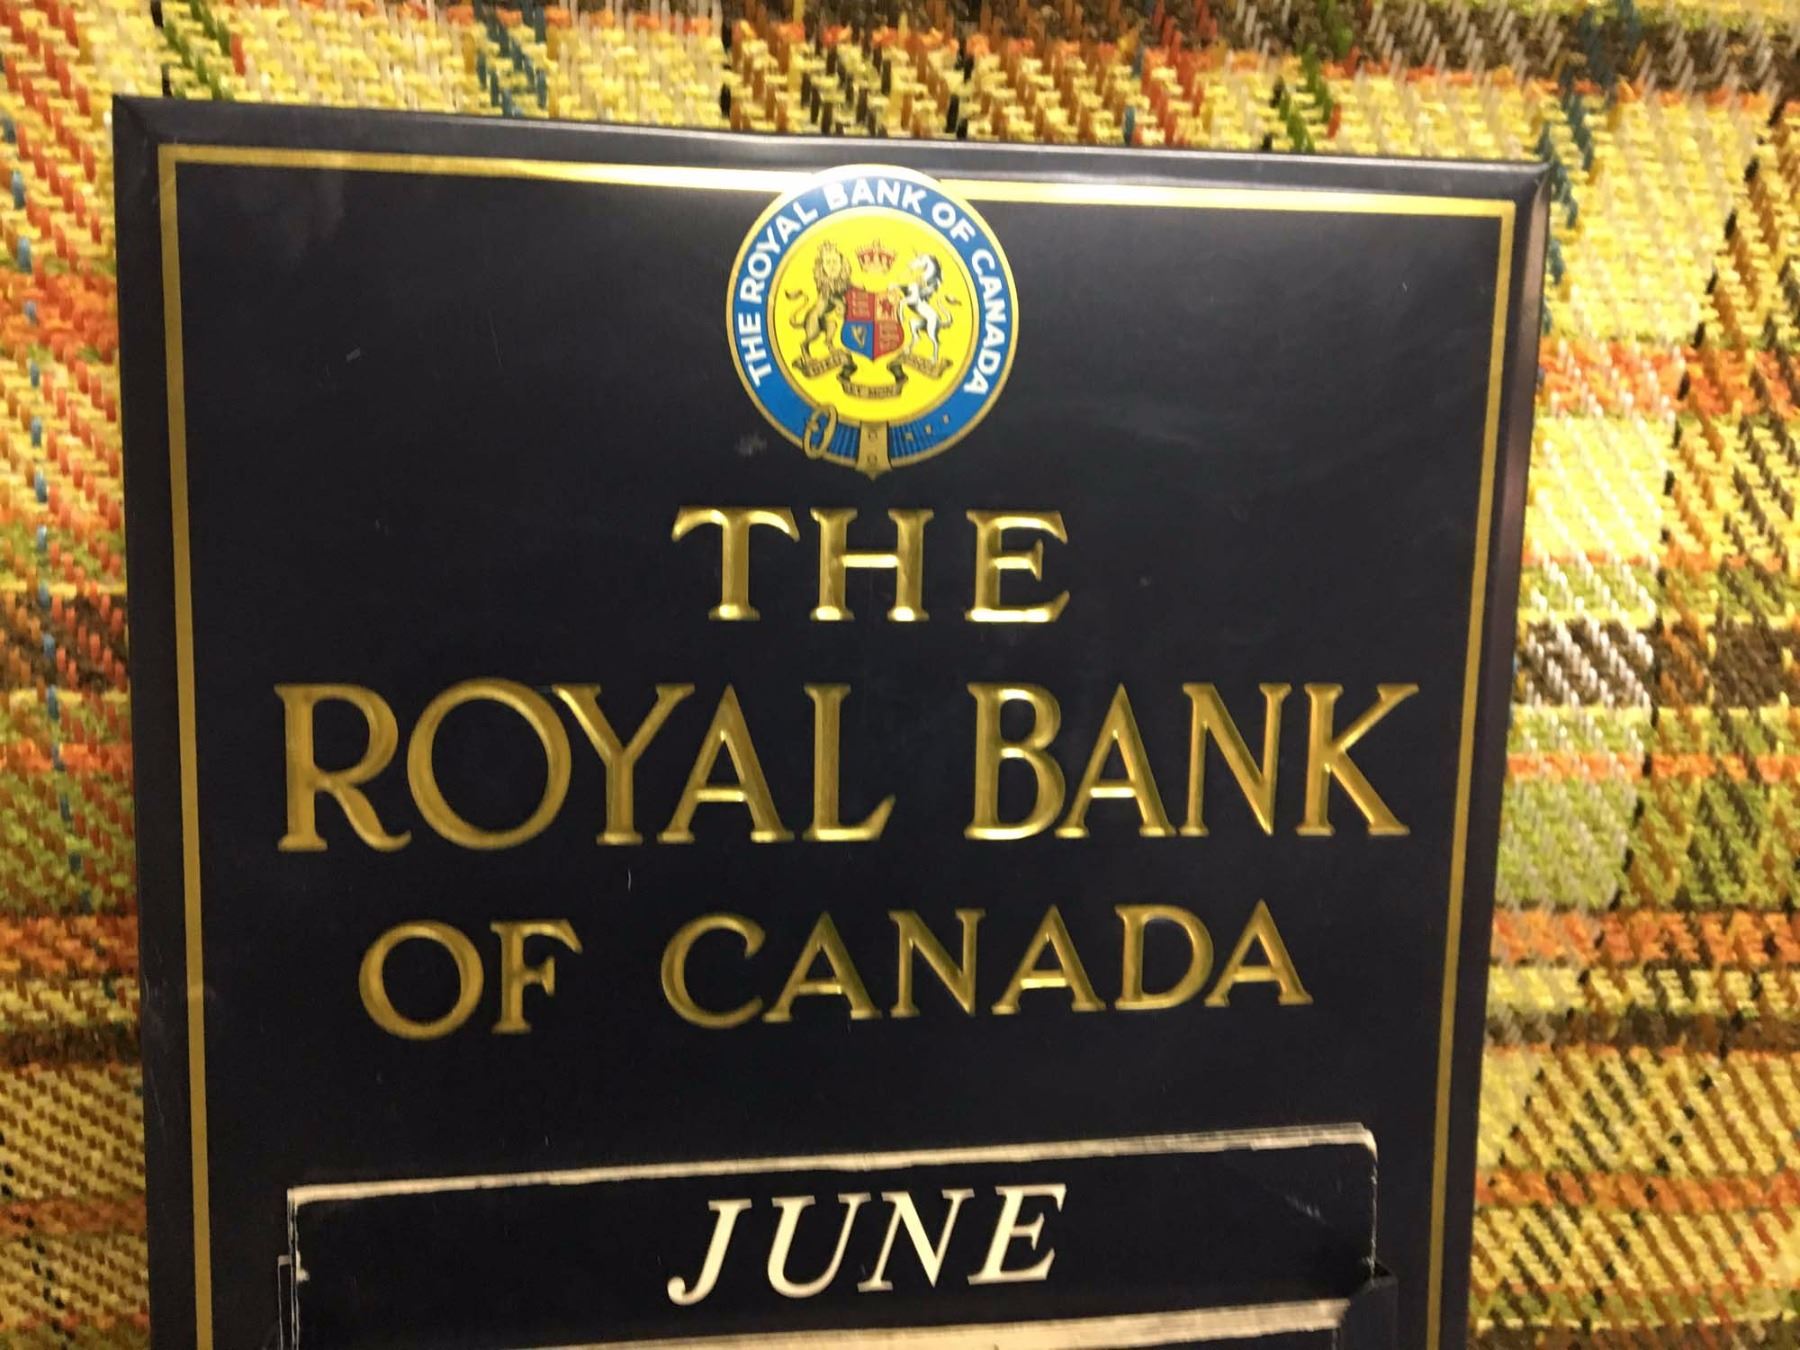 THE ROYAL BANK OF CANADA
THE
ROYAL BANK
OF CANADA
JUNE